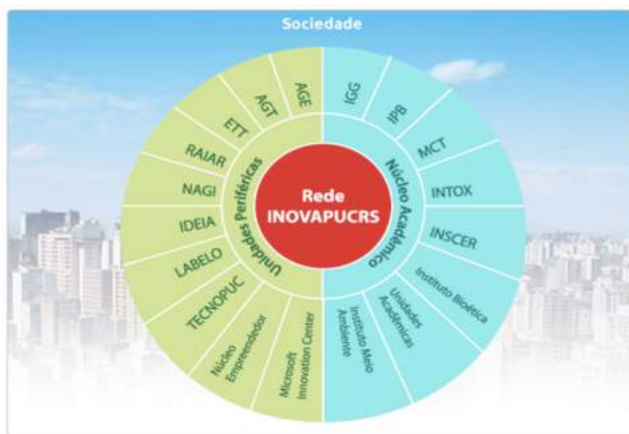 Sociedade
AGE
AGT
ETT
RAIAR
NAGI
IDEIA
LABELO
TECNOPUC
Núcleo
Empreendedor
Microsoft
Innovation Center
Unidades Periféricas
Rede
INOVAPUCRS
Núcleo Acadêmico
IGG
IPB
MCT
INTOX
INSCER
Instituto Bioética
Unidades
Acadêmicas
Instituto Meio
Ambiente